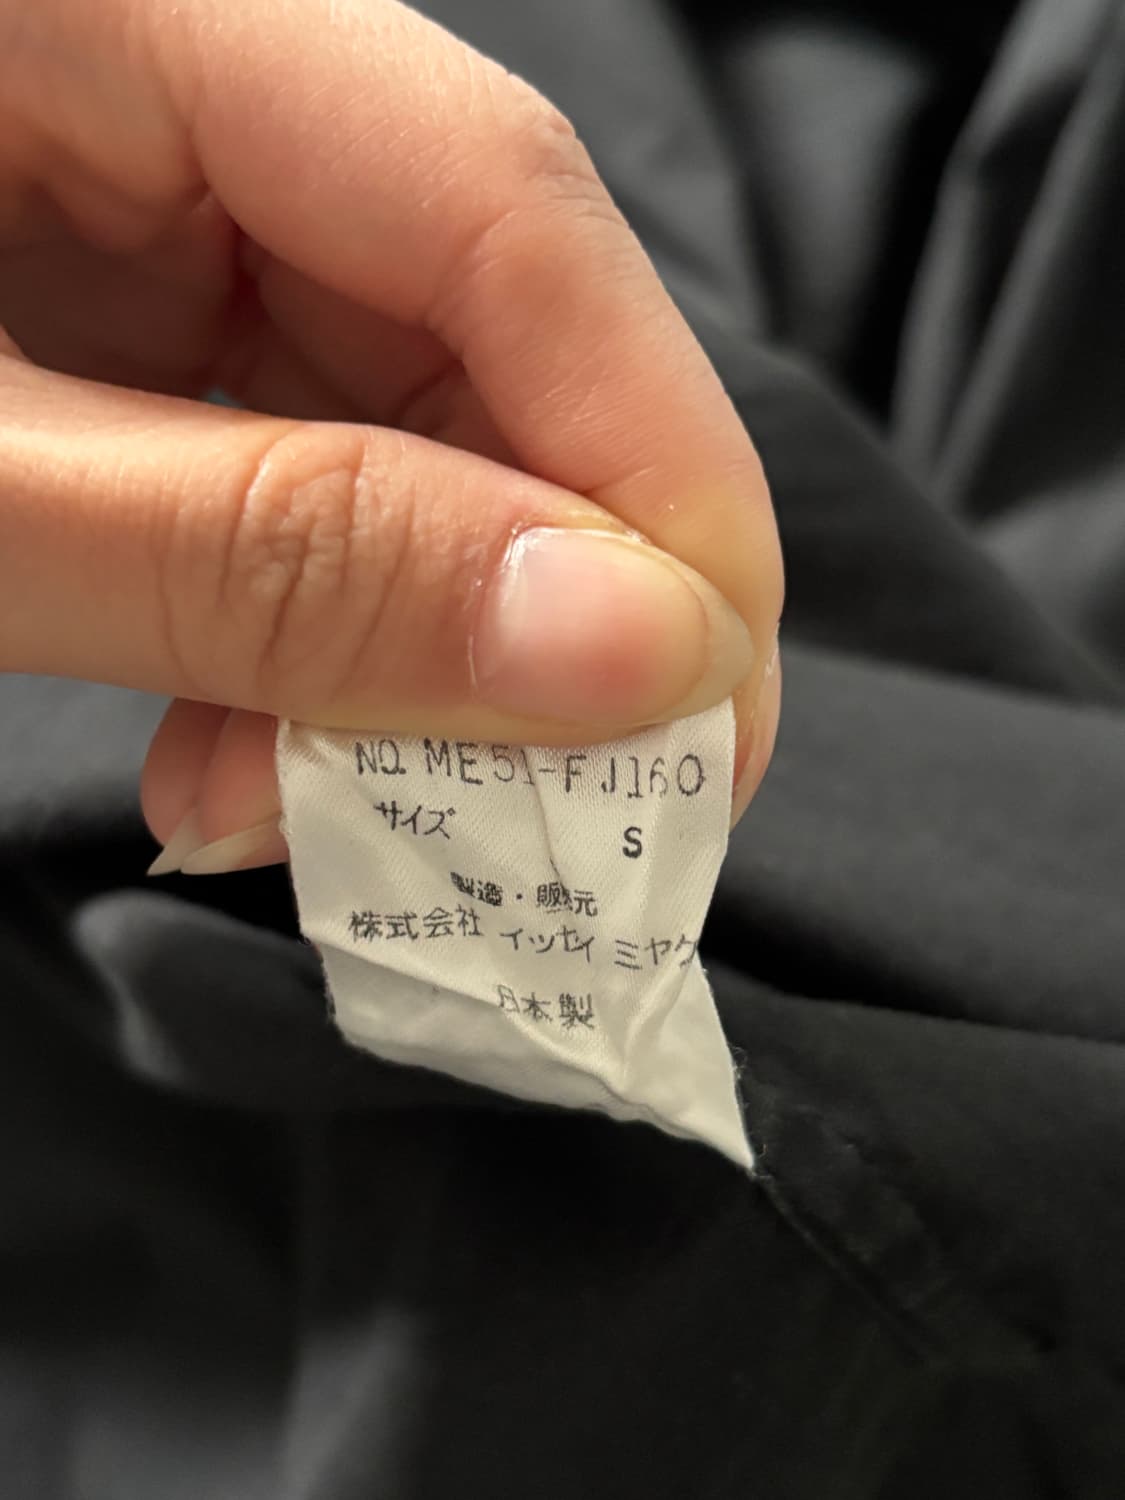 NO. ME51-FJ160
サイズ S
製造・販売元
株式会社 イッセイ ミヤケ
日本製